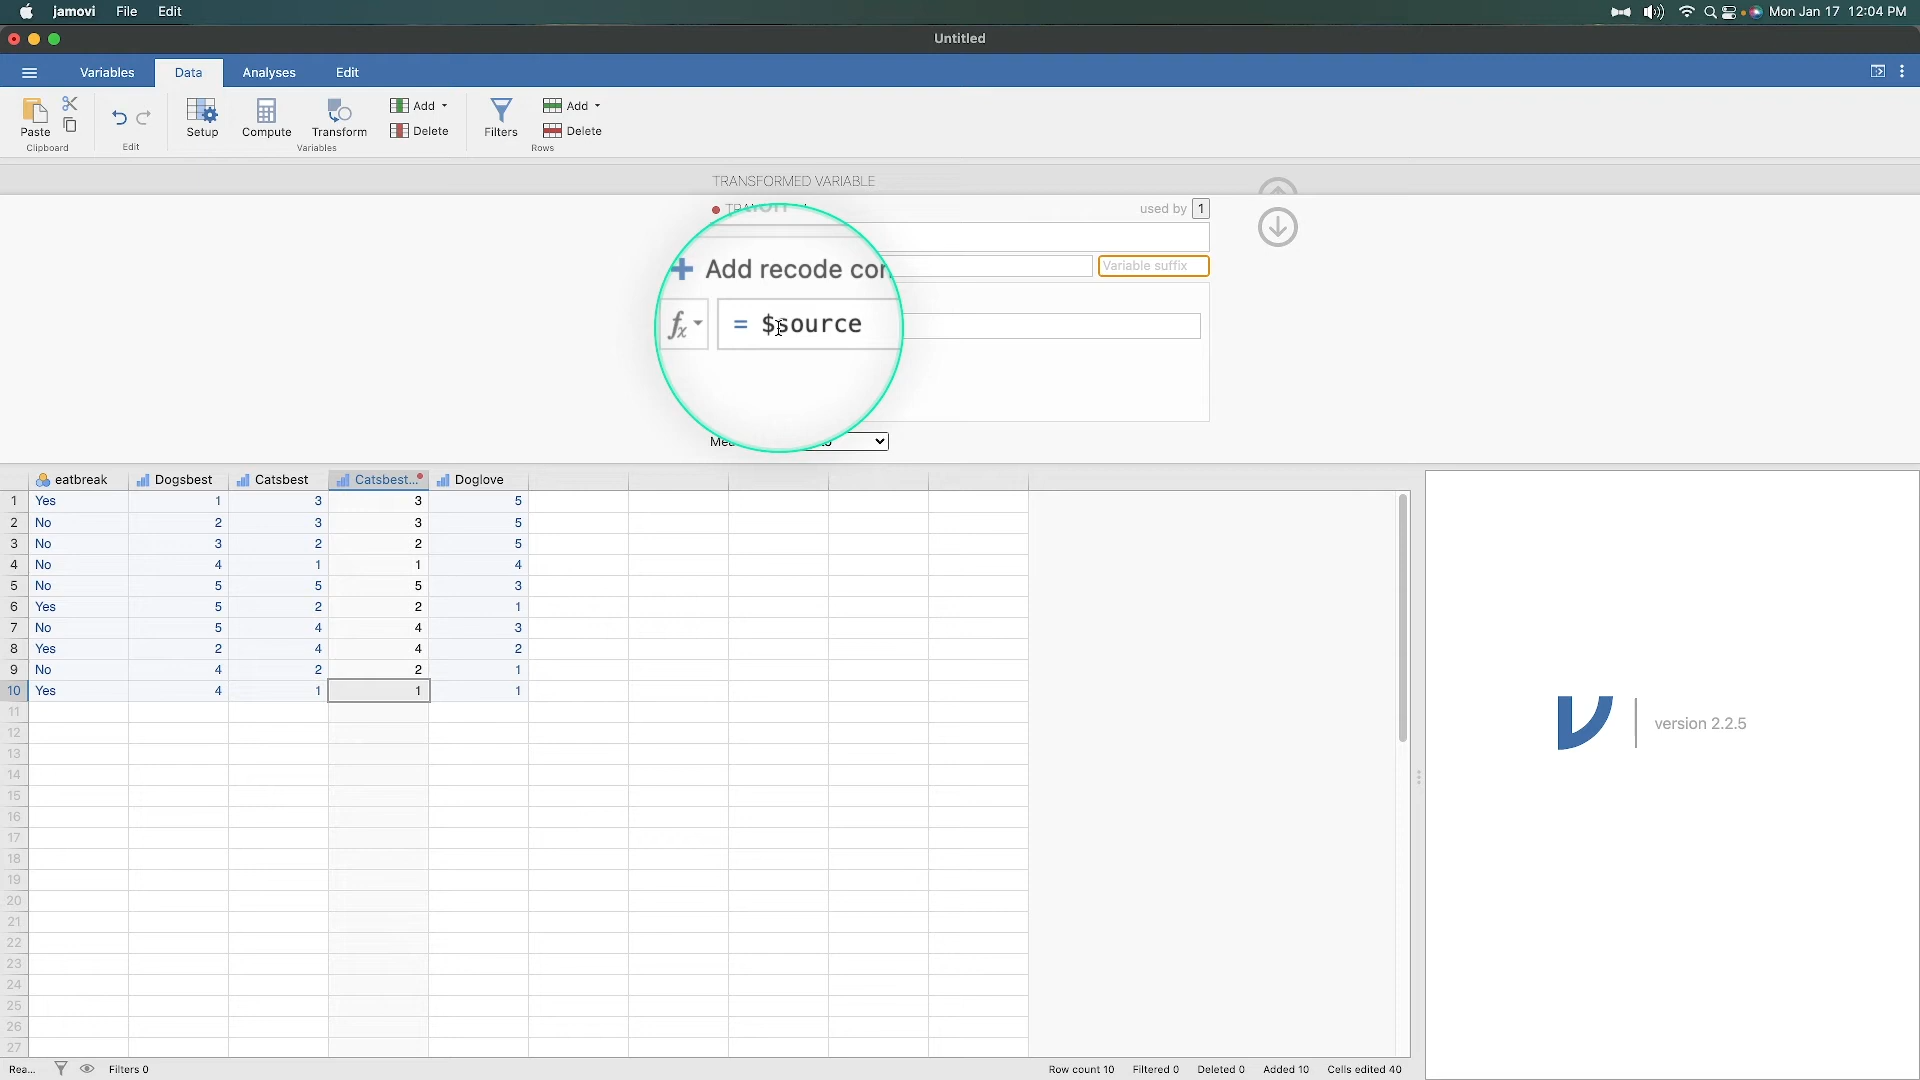 jamovi File Edit
Mon Jan 17 12:04 PM
Untitled
Variables Data Analyses Edit
Paste
Clipboard
Edit
Setup
Compute
Transform
Add
Delete
Variables
Filters
Add
Delete
Rows
TRANSFORMED VARIABLE
used by 1
Variable suffix
+ Add recode con
fx = $source
eatbreak Dogsbest Catsbest Catsbest... Doglove
1 Yes 1 3 3 5
2 No 2 3 3 5
3 No 3 2 2 5
4 No 4 1 1 4
5 No 5 5 5 3
6 Yes 5 2 2 1
7 No 5 4 4 3
8 Yes 2 4 4 2
9 No 4 2 2 1
10 Yes 4 1 1 1
11
12
13
14
15
16
17
18
19
20
21
22
23
24
25
26
27
version 2.2.5
Rea... Filters 0 Row count 10 Filtered 0 Deleted 0 Added 10 Cells edited 40